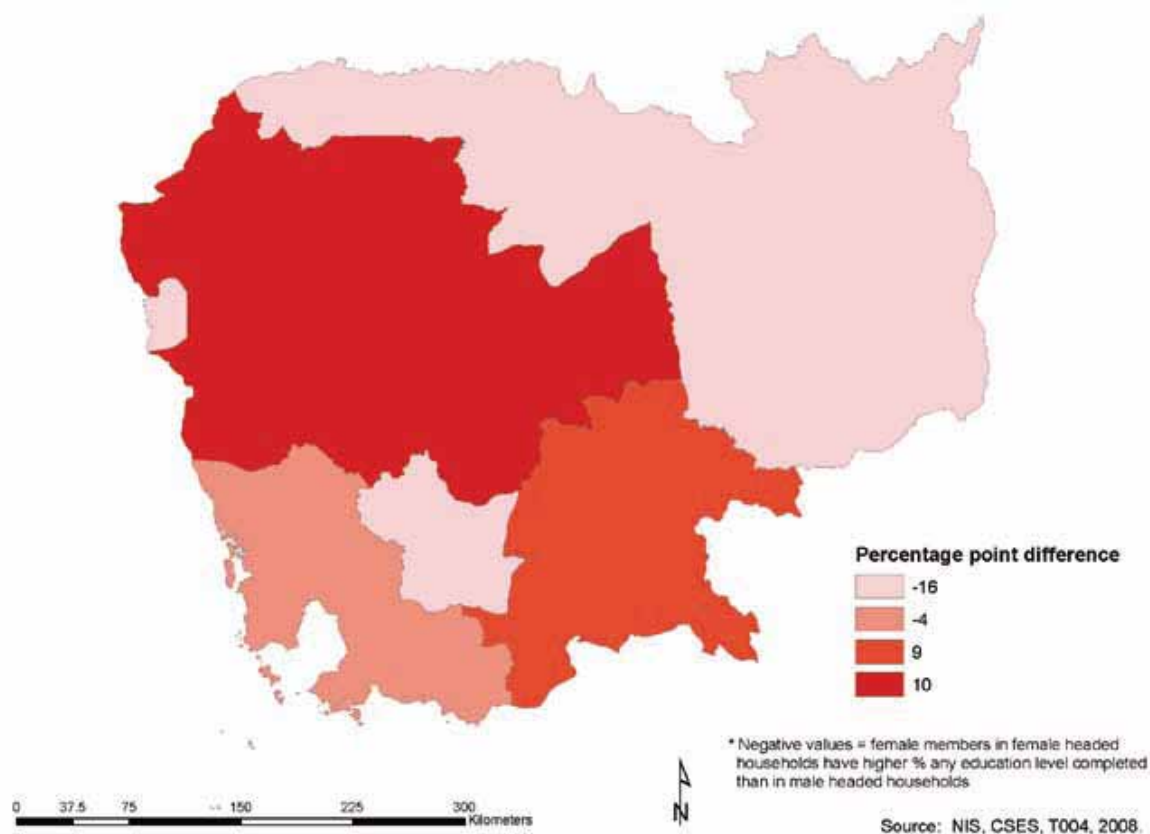 Percentage point difference
-16
-4
9
10
* Negative values = female members in female headed
households have higher % any education level completed
than in male headed households
N
0 37.5 75 150 225 300
Kilometers
Source: NIS, CSES, T004, 2008.